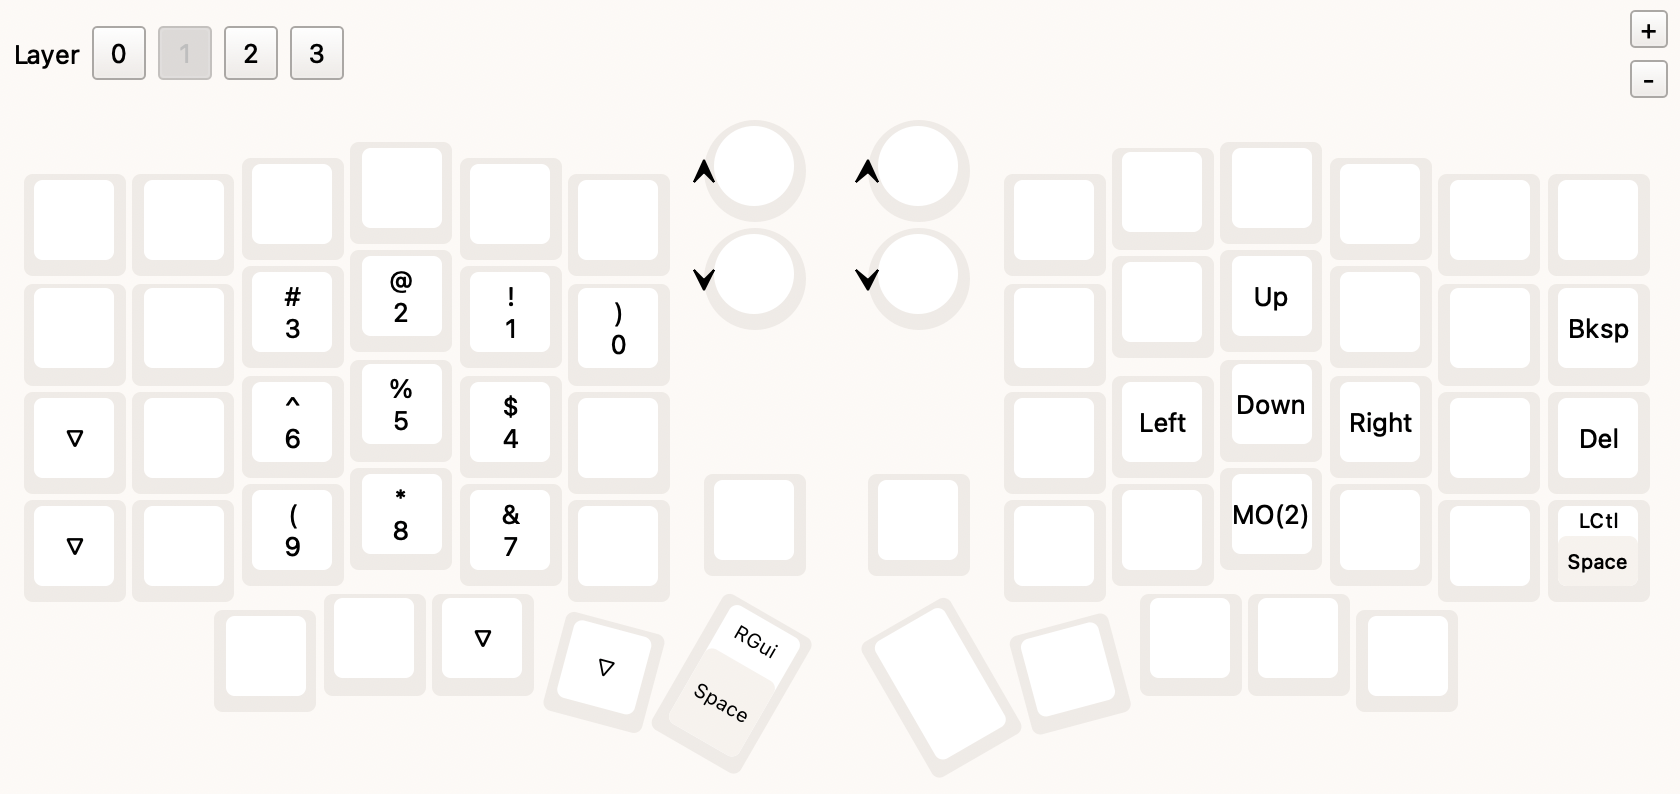 Layer 0 1 2 3
+
-
#
3
@
2
!
1
)
0
Up
Bksp
▽
^
6
%
5
$
4
Left
Down
Right
Del
▽
(
9
*
8
&
7
MO(2)
LCtl
Space
▽
▽
RGui
Space